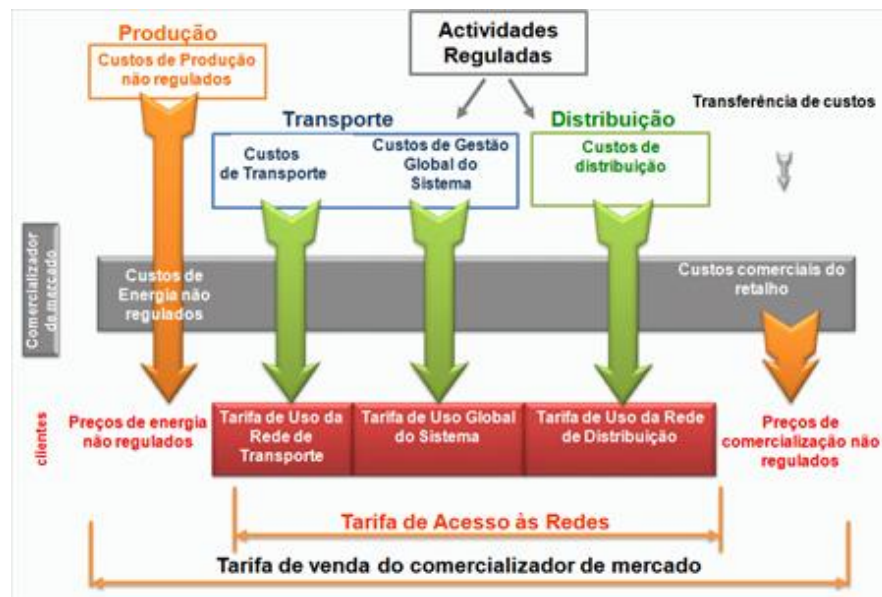 Produção
Custos de Produção
não regulados
Actividades
Reguladas
Transferência de custos
Transporte
Custos
de Transporte
Custos de Gestão
Global do
Sistema
Distribuição
Custos de
distribuição
Comercializador
de mercado
Custos de
Energia não
regulados
Custos comerciais do
retalho
clientes
Preços de energia
não regulados
Tarifa de Uso da
Rede de
Transporte
Tarifa de Uso Global
do Sistema
Tarifa de Uso da Rede
de Distribuição
Preços de
comercialização não
regulados
Tarifa de Acesso às Redes
Tarifa de venda do comercializador de mercado